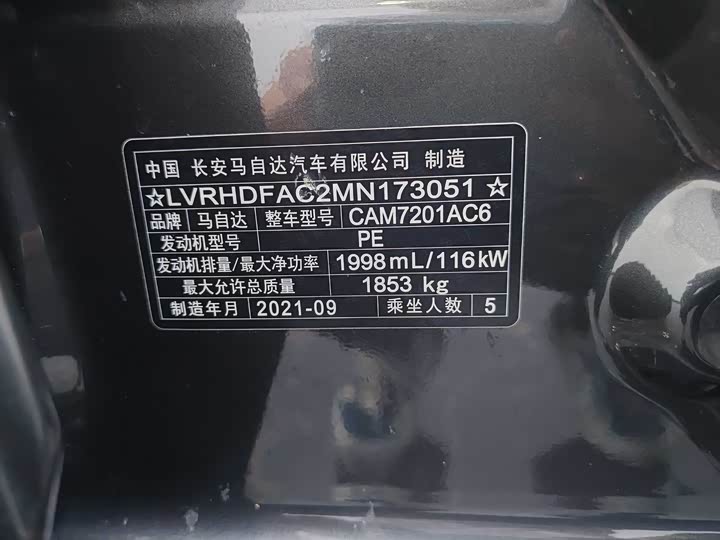 中国 长安马自达汽车有限公司 制造
☆LVRHDFAC2MN173051☆
品牌 马自达 整车型号 CAM7201AC6
发动机型号 PE
发动机排量/最大净功率 1998mL/116kW
最大允许总质量 1853 kg
制造年月 2021-09 乘坐人数 5